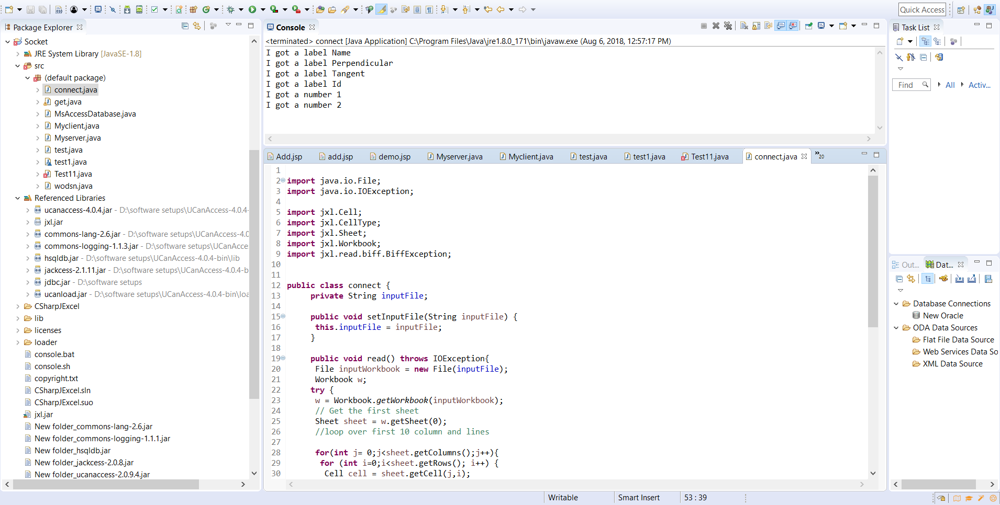 Quick Access
Package Explorer
Socket
JRE System Library [JavaSE-1.8]
src
(default package)
connect.java
get.java
MsAccessDatabase.java
Myclient.java
Myserver.java
test.java
test1.java
Test11.java
wodsn.java
Referenced Libraries
ucanaccess-4.0.4.jar - D:\software setups\UCanAccess-4.0.4-
jxl.jar
commons-lang-2.6.jar - D:\software setups\UCanAccess-4.0
commons-logging-1.1.3.jar - D:\software setups\UCanAcce
hsqldb.jar - D:\software setups\UCanAccess-4.0.4-bin\lib
jackcess-2.1.11.jar - D:\software setups\UCanAccess-4.0.4-b
jdbc.jar - D:\software setups
ucanload.jar - D:\software setups\UCanAccess-4.0.4-bin\loa
CSharpJExcel
lib
licenses
loader
console.bat
console.sh
copyright.txt
CSharpJExcel.sln
CSharpJExcel.suo
jxl.jar
New folder_commons-lang-2.6.jar
New folder_commons-logging-1.1.1.jar
New folder_hsqldb.jar
New folder_jackcess-2.0.8.jar
New folder_ucanaccess-2.0.9.4.jar
Console
<terminated> connect [Java Application] C:\Program Files\Java\jre1.8.0_171\bin\javaw.exe (Aug 6, 2018, 12:57:17 PM)
I got a label Name
I got a label Perpendicular
I got a label Tangent
I got a label Id
I got a number 1
I got a number 2
Add.jsp add.jsp demo.jsp Myserver.java Myclient.java test.java test1.java Test11.java connect.java »20
1
2 import java.io.File;
3 import java.io.IOException;
4
5 import jxl.Cell;
6 import jxl.CellType;
7 import jxl.Sheet;
8 import jxl.Workbook;
9 import jxl.read.biff.BiffException;
10
11
12 public class connect {
13 private String inputFile;
14
15 public void setInputFile(String inputFile) {
16 this.inputFile = inputFile;
17 }
18
19 public void read() throws IOException{
20 File inputWorkbook = new File(inputFile);
21 Workbook w;
22 try {
23 w = Workbook.getWorkbook(inputWorkbook);
24 // Get the first sheet
25 Sheet sheet = w.getSheet(0);
26 //loop over first 10 column and lines
27
28 for(int j= 0;j<sheet.getColumns();j++){
29 for (int i=0;i<sheet.getRows(); i++) {
30 Cell cell = sheet.getCell(j,i);
Task List
Find All Activ...
Out... Dat...
Database Connections
New Oracle
ODA Data Sources
Flat File Data Source
Web Services Data So
XML Data Source
Writable Smart Insert 53 : 39